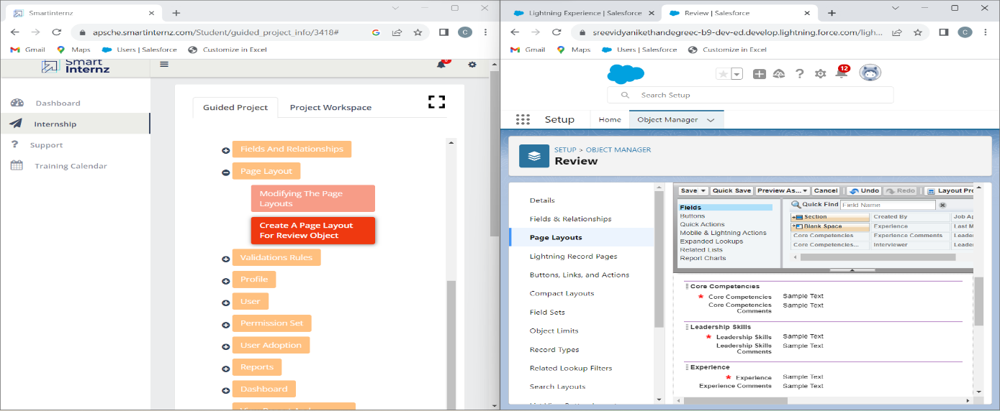 Smartinternz
apsche.smartinternz.com/Student/guided_project_info/3418#
G
C
Gmail
Maps
Users | Salesforce
Customize in Excel
Smart
Internz
Dashboard
Internship
Support
Training Calendar
Guided Project
Project Workspace
Fields And Relationships
Page Layout
Modifying The Page
Layouts
Create A Page Layout
For Review Object
Validations Rules
Profile
User
Permission Set
User Adoption
Reports
Dashboard
Lightning Experience | Salesforce
Review | Salesforce
sreevidyanikethandegreec-b9-dev-ed.develop.lightning.force.com/ligh...
C
Gmail
Maps
Users | Salesforce
Customize in Excel
12
Search Setup
Setup
Home
Object Manager
SETUP > OBJECT MANAGER
Review
Details
Fields & Relationships
Page Layouts
Lightning Record Pages
Buttons, Links, and Actions
Compact Layouts
Field Sets
Object Limits
Record Types
Related Lookup Filters
Search Layouts
Save
Quick Save
Preview As...
Cancel
Undo
Redo
Layout Pro
Fields
Buttons
Quick Actions
Mobile & Lightning Actions
Expanded Lookups
Related Lists
Report Charts
Quick Find
Field Name
Section Created By Job Ap
Blank Space Experience Last M
Core Competencies Experience Comments Leader
Core Competencies... Interviewer Leade
Core Competencies
* Core Competencies Sample Text
Core Competencies
Comments Sample Text
Leadership Skills
* Leadership Skills Sample Text
Leadership Skills
Comments Sample Text
Experience
* Experience Sample Text
Experience Comments Sample Text